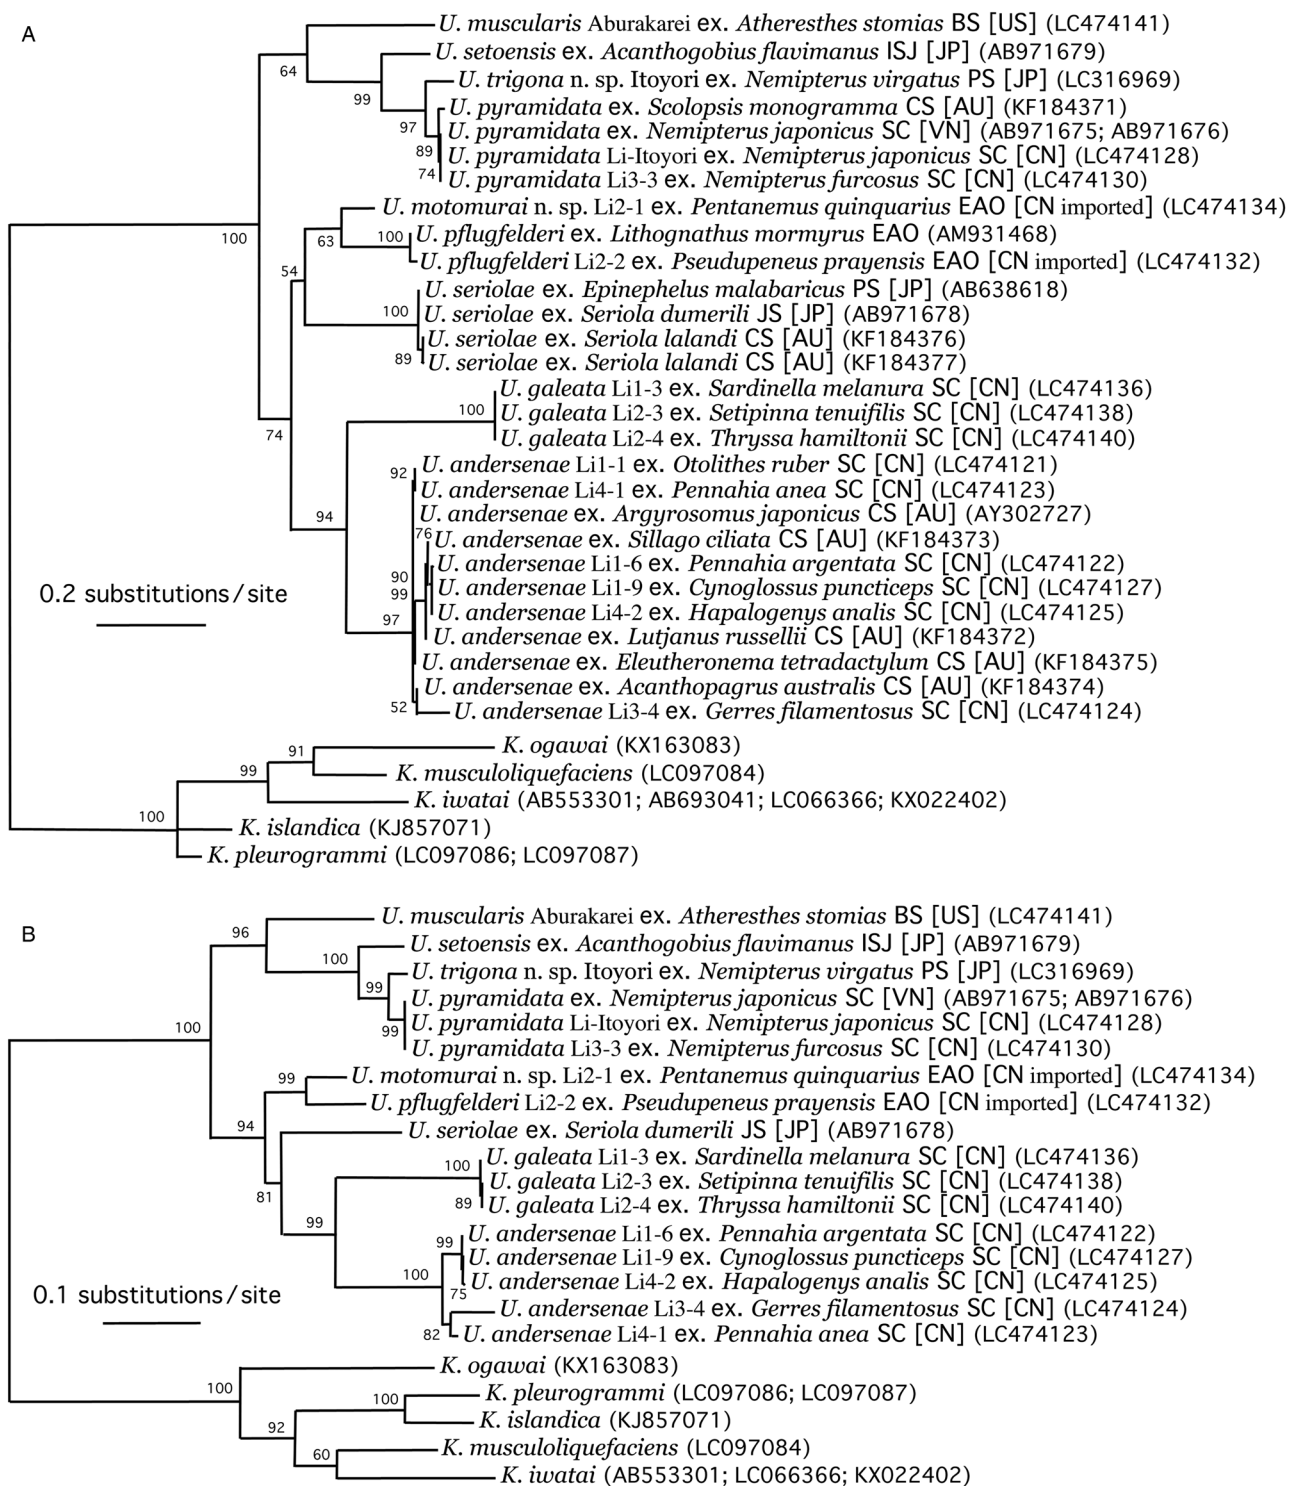 A
U. muscularis Aburakarei ex. Atheresthes stomias BS [US] (LC474141)
64
U. setoensis ex. Acanthogobius flavimanus ISJ [JP] (AB971679)
99
U. trigona n. sp. Itoyori ex. Nemipterus virgatus PS [JP] (LC316969)
97
U. pyramidata ex. Scolopsis monogramma CS [AU] (KF184371)
U. pyramidata ex. Nemipterus japonicus SC [VN] (AB971675; AB971676)
89
U. pyramidata Li-Itoyori ex. Nemipterus japonicus SC [CN] (LC474128)
74
U. pyramidata Li3-3 ex. Nemipterus furcosus SC [CN] (LC474130)
U. motomurai n. sp. Li2-1 ex. Pentanemus quinquarius EAO [CN imported] (LC474134)
100
63
100
U. pflugfelderi ex. Lithognathus mormyrus EAO (AM931468)
U. pflugfelderi Li2-2 ex. Pseudupeneus prayensis EAO [CN imported] (LC474132)
54
U. seriolae ex. Epinephelus malabaricus PS [JP] (AB638618)
100
U. seriolae ex. Seriola dumerili JS [JP] (AB971678)
U. seriolae ex. Seriola lalandi CS [AU] (KF184376)
89
U. seriolae ex. Seriola lalandi CS [AU] (KF184377)
U. galeata Li1-3 ex. Sardinella melanura SC [CN] (LC474136)
100
U. galeata Li2-3 ex. Setipinna tenuifilis SC [CN] (LC474138)
74
U. galeata Li2-4 ex. Thryssa hamiltonii SC [CN] (LC474140)
92
U. andersenae Li1-1 ex. Otolithes ruber SC [CN] (LC474121)
U. andersenae Li4-1 ex. Pennahia anea SC [CN] (LC474123)
94
U. andersenae ex. Argyrosomus japonicus CS [AU] (AY302727)
76
U. andersenae ex. Sillago ciliata CS [AU] (KF184373)
U. andersenae Li1-6 ex. Pennahia argentata SC [CN] (LC474122)
90
99
U. andersenae Li1-9 ex. Cynoglossus puncticeps SC [CN] (LC474127)
0.2 substitutions/site
U. andersenae Li4-2 ex. Hapalogenys analis SC [CN] (LC474125)
97
U. andersenae ex. Lutjanus russellii CS [AU] (KF184372)
U. andersenae ex. Eleutheronema tetradactylum CS [AU] (KF184375)
U. andersenae ex. Acanthopagrus australis CS [AU] (KF184374)
52
U. andersenae Li3-4 ex. Gerres filamentosus SC [CN] (LC474124)
91
K. ogawai (KX163083)
99
K. musculoliquefaciens (LC097084)
K. iwatai (AB553301; AB693041; LC066366; KX022402)
100
K. islandica (KJ857071)
K. pleurogrammi (LC097086; LC097087)
B
U. muscularis Aburakarei ex. Atheresthes stomias BS [US] (LC474141)
96
U. setoensis ex. Acanthogobius flavimanus ISJ [JP] (AB971679)
100
U. trigona n. sp. Itoyori ex. Nemipterus virgatus PS [JP] (LC316969)
99
U. pyramidata ex. Nemipterus japonicus SC [VN] (AB971675; AB971676)
100
99
U. pyramidata Li-Itoyori ex. Nemipterus japonicus SC [CN] (LC474128)
U. pyramidata Li3-3 ex. Nemipterus furcosus SC [CN] (LC474130)
99
U. motomurai n. sp. Li2-1 ex. Pentanemus quinquarius EAO [CN imported] (LC474134)
U. pflugfelderi Li2-2 ex. Pseudupeneus prayensis EAO [CN imported] (LC474132)
94
U. seriolae ex. Seriola dumerili JS [JP] (AB971678)
U. galeata Li1-3 ex. Sardinella melanura SC [CN] (LC474136)
100
U. galeata Li2-3 ex. Setipinna tenuifilis SC [CN] (LC474138)
81
89
U. galeata Li2-4 ex. Thryssa hamiltonii SC [CN] (LC474140)
99
99
U. andersenae Li1-6 ex. Pennahia argentata SC [CN] (LC474122)
U. andersenae Li1-9 ex. Cynoglossus puncticeps SC [CN] (LC474127)
100
U. andersenae Li4-2 ex. Hapalogenys analis SC [CN] (LC474125)
75
0.1 substitutions/site
U. andersenae Li3-4 ex. Gerres filamentosus SC [CN] (LC474124)
82
U. andersenae Li4-1 ex. Pennahia anea SC [CN] (LC474123)
K. ogawai (KX163083)
100
100
K. pleurogrammi (LC097086; LC097087)
K. islandica (KJ857071)
92
K. musculoliquefaciens (LC097084)
60
K. iwatai (AB553301; LC066366; KX022402)